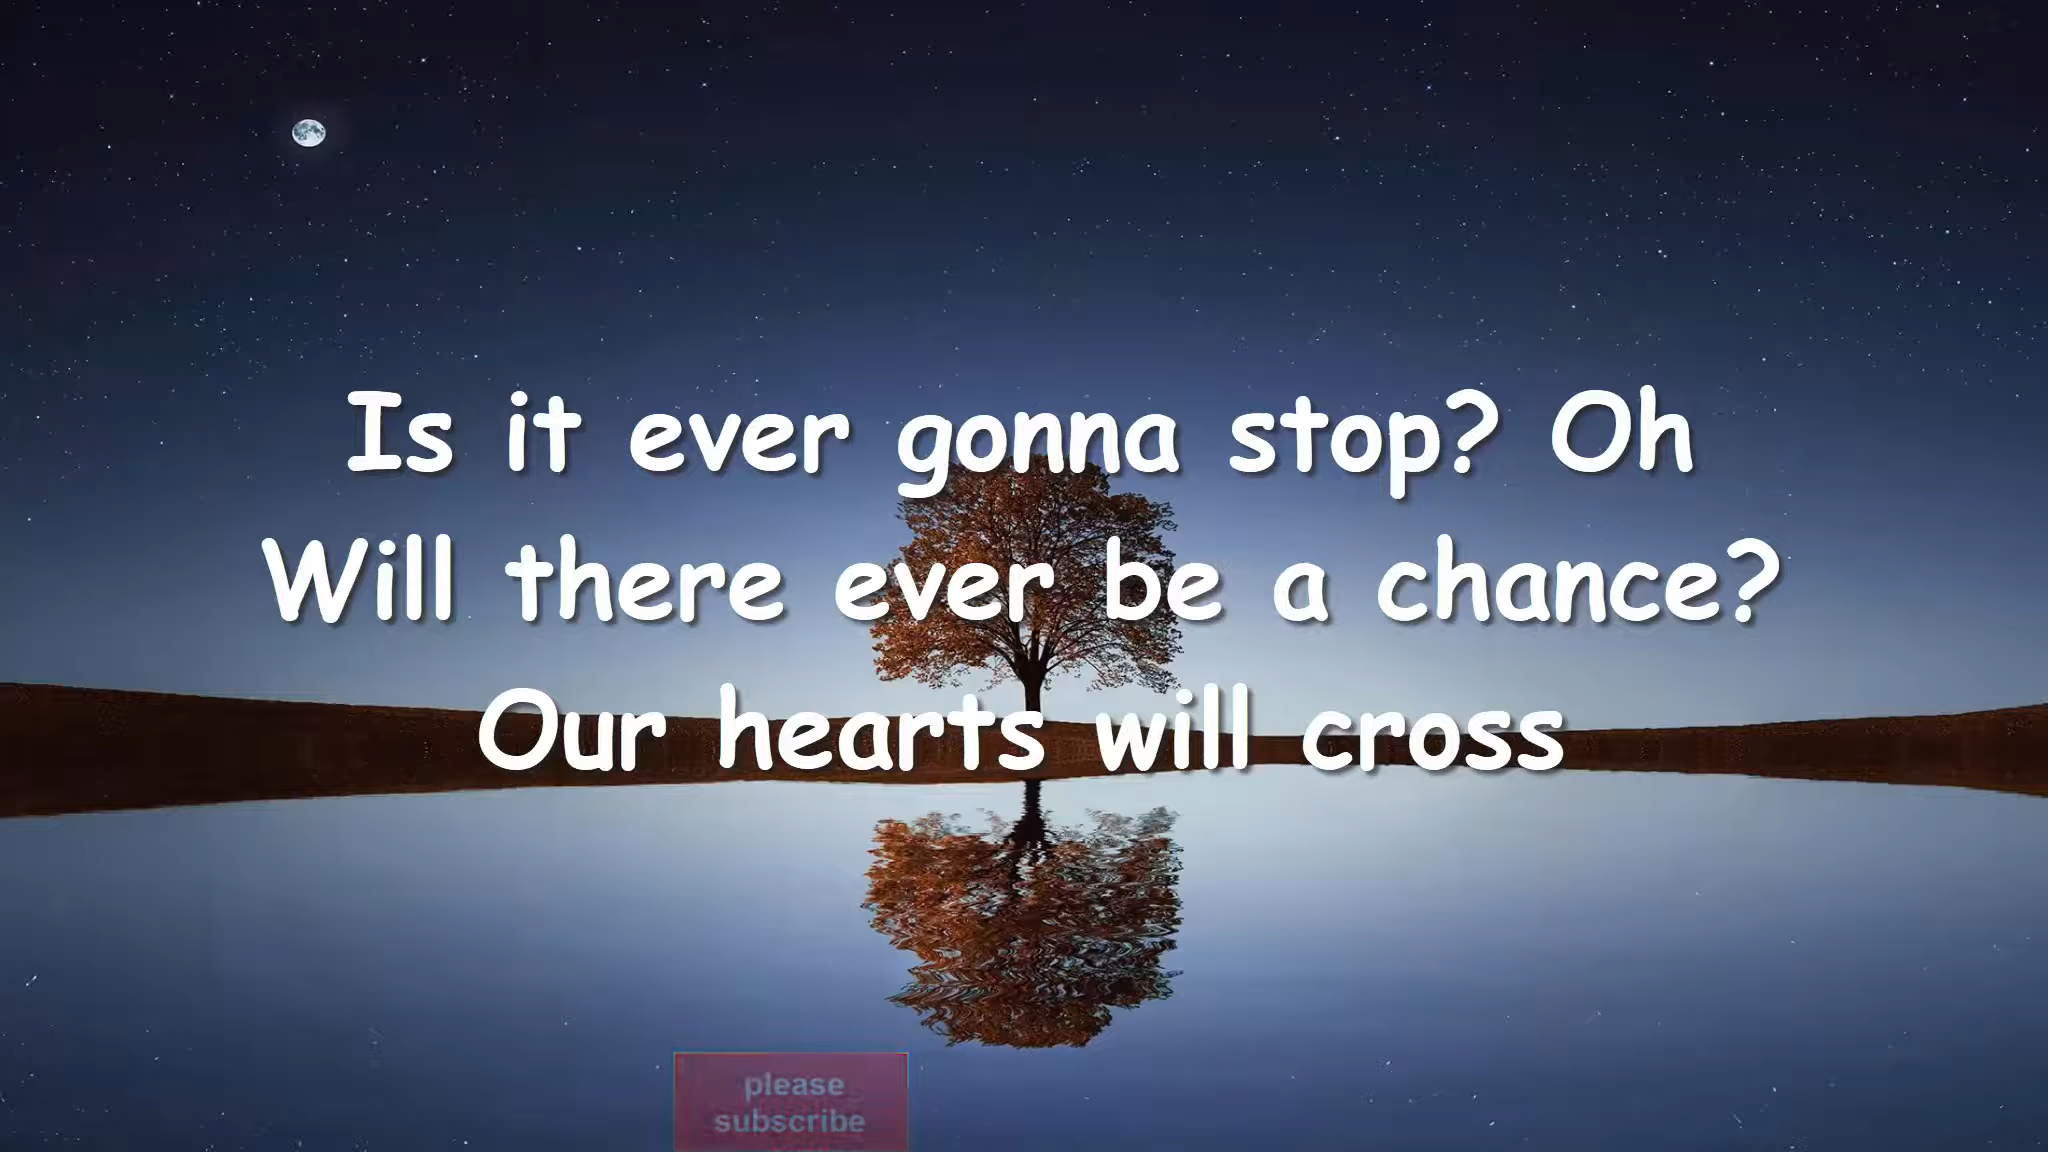 Is it ever gonna stop? Oh
Will there ever be a chance?
Our hearts will cross
please
subscribe